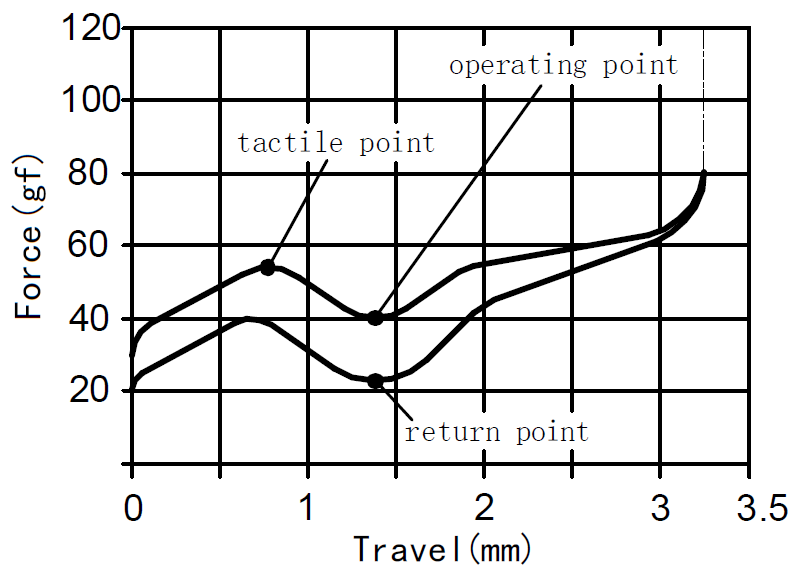 120
operating point
100
tactile point
80
60
40
20
return point
0 1 2 3 3.5
Force(gf)
Travel(mm)